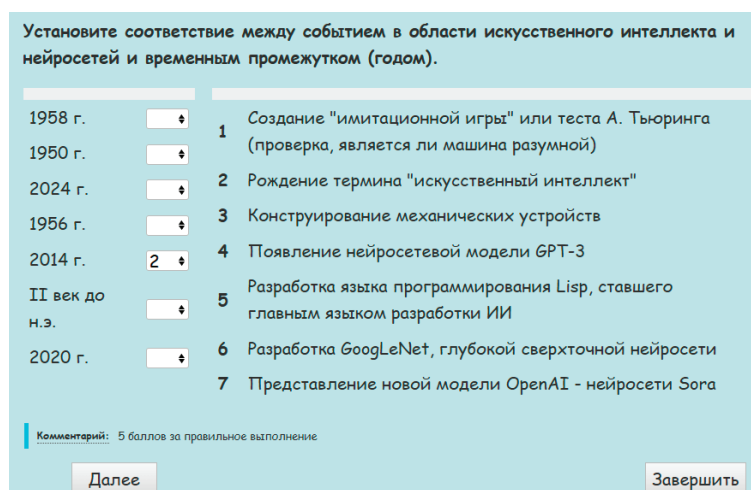 Установите соответствие между событием в области искусственного интеллекта и
нейросетей и временным промежутком (годом).
1958 г.
1950 г.
2024 г.
1956 г.
2014 г. 2
II век до
н.э.
2020 г.
1 Создание "имитационной игры" или теста А. Тьюринга
(проверка, является ли машина разумной)
2 Рождение термина "искусственный интеллект"
3 Конструирование механических устройств
4 Появление нейросетевой модели GPT-3
5 Разработка языка программирования Lisp, ставшего
главным языком разработки ИИ
6 Разработка GoogLeNet, глубокой сверхточной нейросети
7 Представление новой модели OpenAI - нейросети Sora
Комментарий: 5 баллов за правильное выполнение
Далее
Завершить